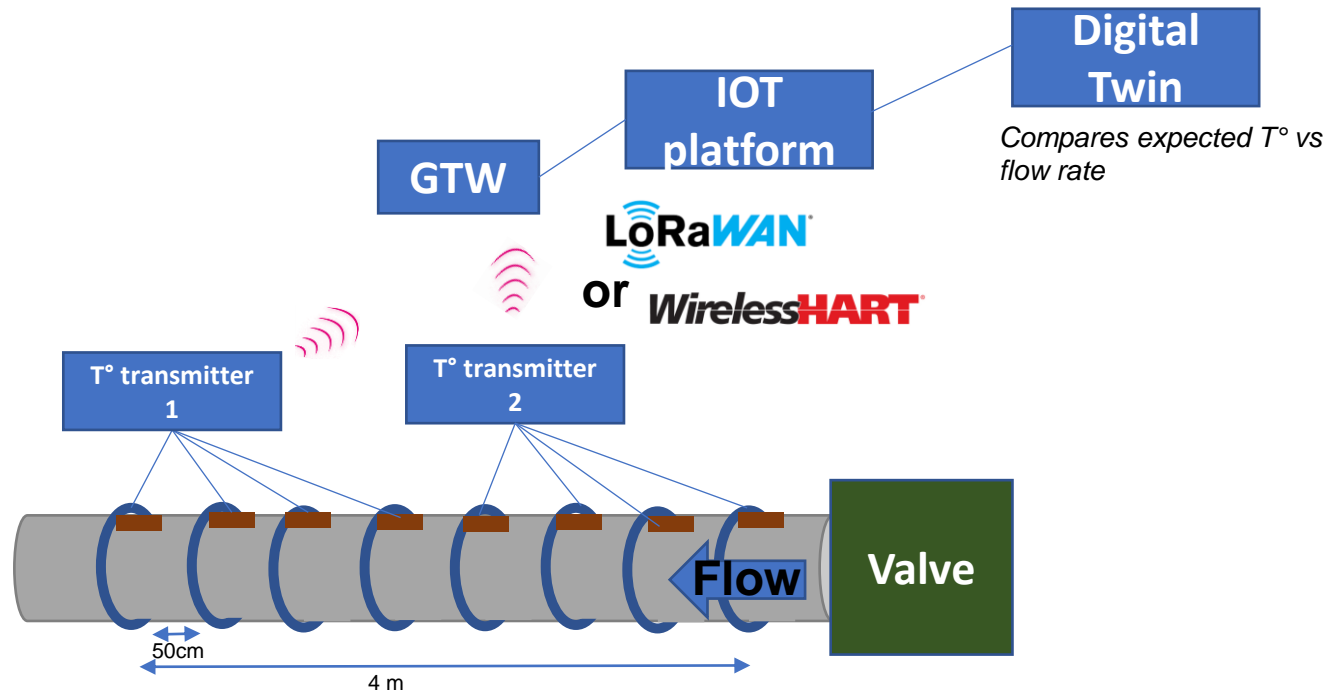 Digital
Twin
Compares expected T° vs
flow rate
IOT
platform
GTW
LoRaWAN®
or
WirelessHART®
T° transmitter
1
T° transmitter
2
Flow
Valve
50cm
4 m